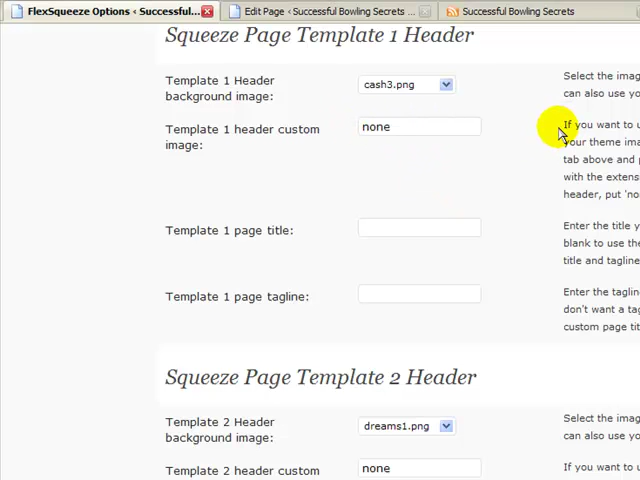 FlexSqueeze Options ‹ Successful...
Edit Page ‹ Successful Bowling Secrets ...
Successful Bowling Secrets
Squeeze Page Template 1 Header
Template 1 Header
background image:
cash3.png
Select the imag
can also use yo
Template 1 header custom
image:
none
If you want to u
your theme ima
tab above and p
with the extens
header, put 'no
Template 1 page title:
Enter the title y
blank to use the
title and tagline
Template 1 page tagline:
Enter the taglin
don't want a tag
custom page tit
Squeeze Page Template 2 Header
Template 2 Header
background image:
dreams1.png
Select the imag
can also use yo
Template 2 header custom
none
If you want to u